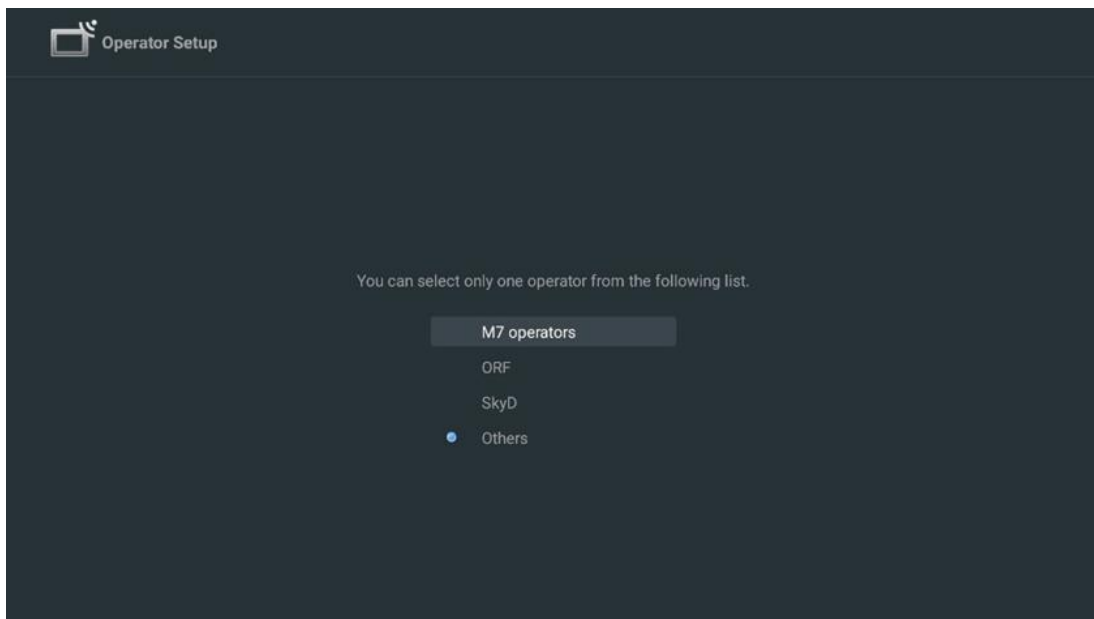 Operator Setup
You can select only one operator from the following list.
M7 operators
ORF
SkyD
Others